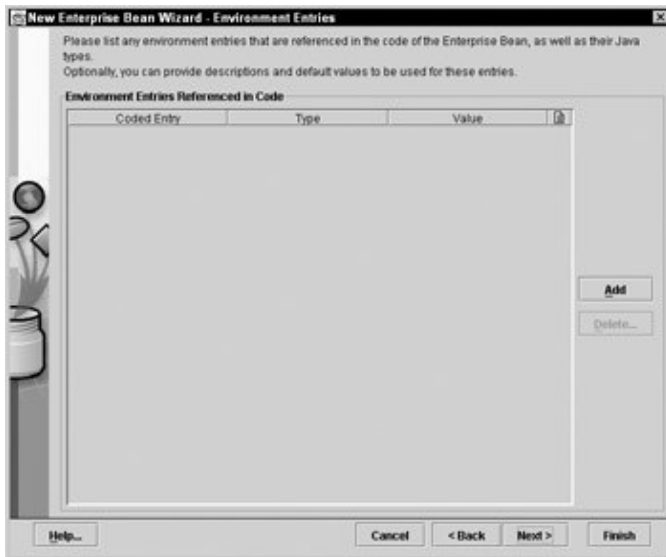 New Enterprise Bean Wizard - Environment Entries
Please list any environment entries that are referenced in the code of the Enterprise Bean, as well as their Java
types.
Optionally, you can provide descriptions and default values to be used for these entries.
Environment Entries Referenced in Code
Coded Entry Type Value
Add
Delete...
Help... Cancel < Back Next > Finish